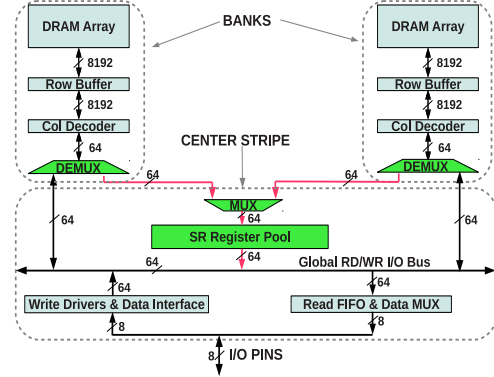 DRAM Array
BANKS
DRAM Array
8192
8192
Row Buffer
Row Buffer
8192
8192
Col Decoder
Col Decoder
64
CENTER STRIPE
64
DEMUX
DEMUX
64
64
MUX
64
64
64
SR Register Pool
64
64
Global RD/WR I/O Bus
64
64
Write Drivers & Data Interface
Read FIFO & Data MUX
8
8
8
I/O PINS